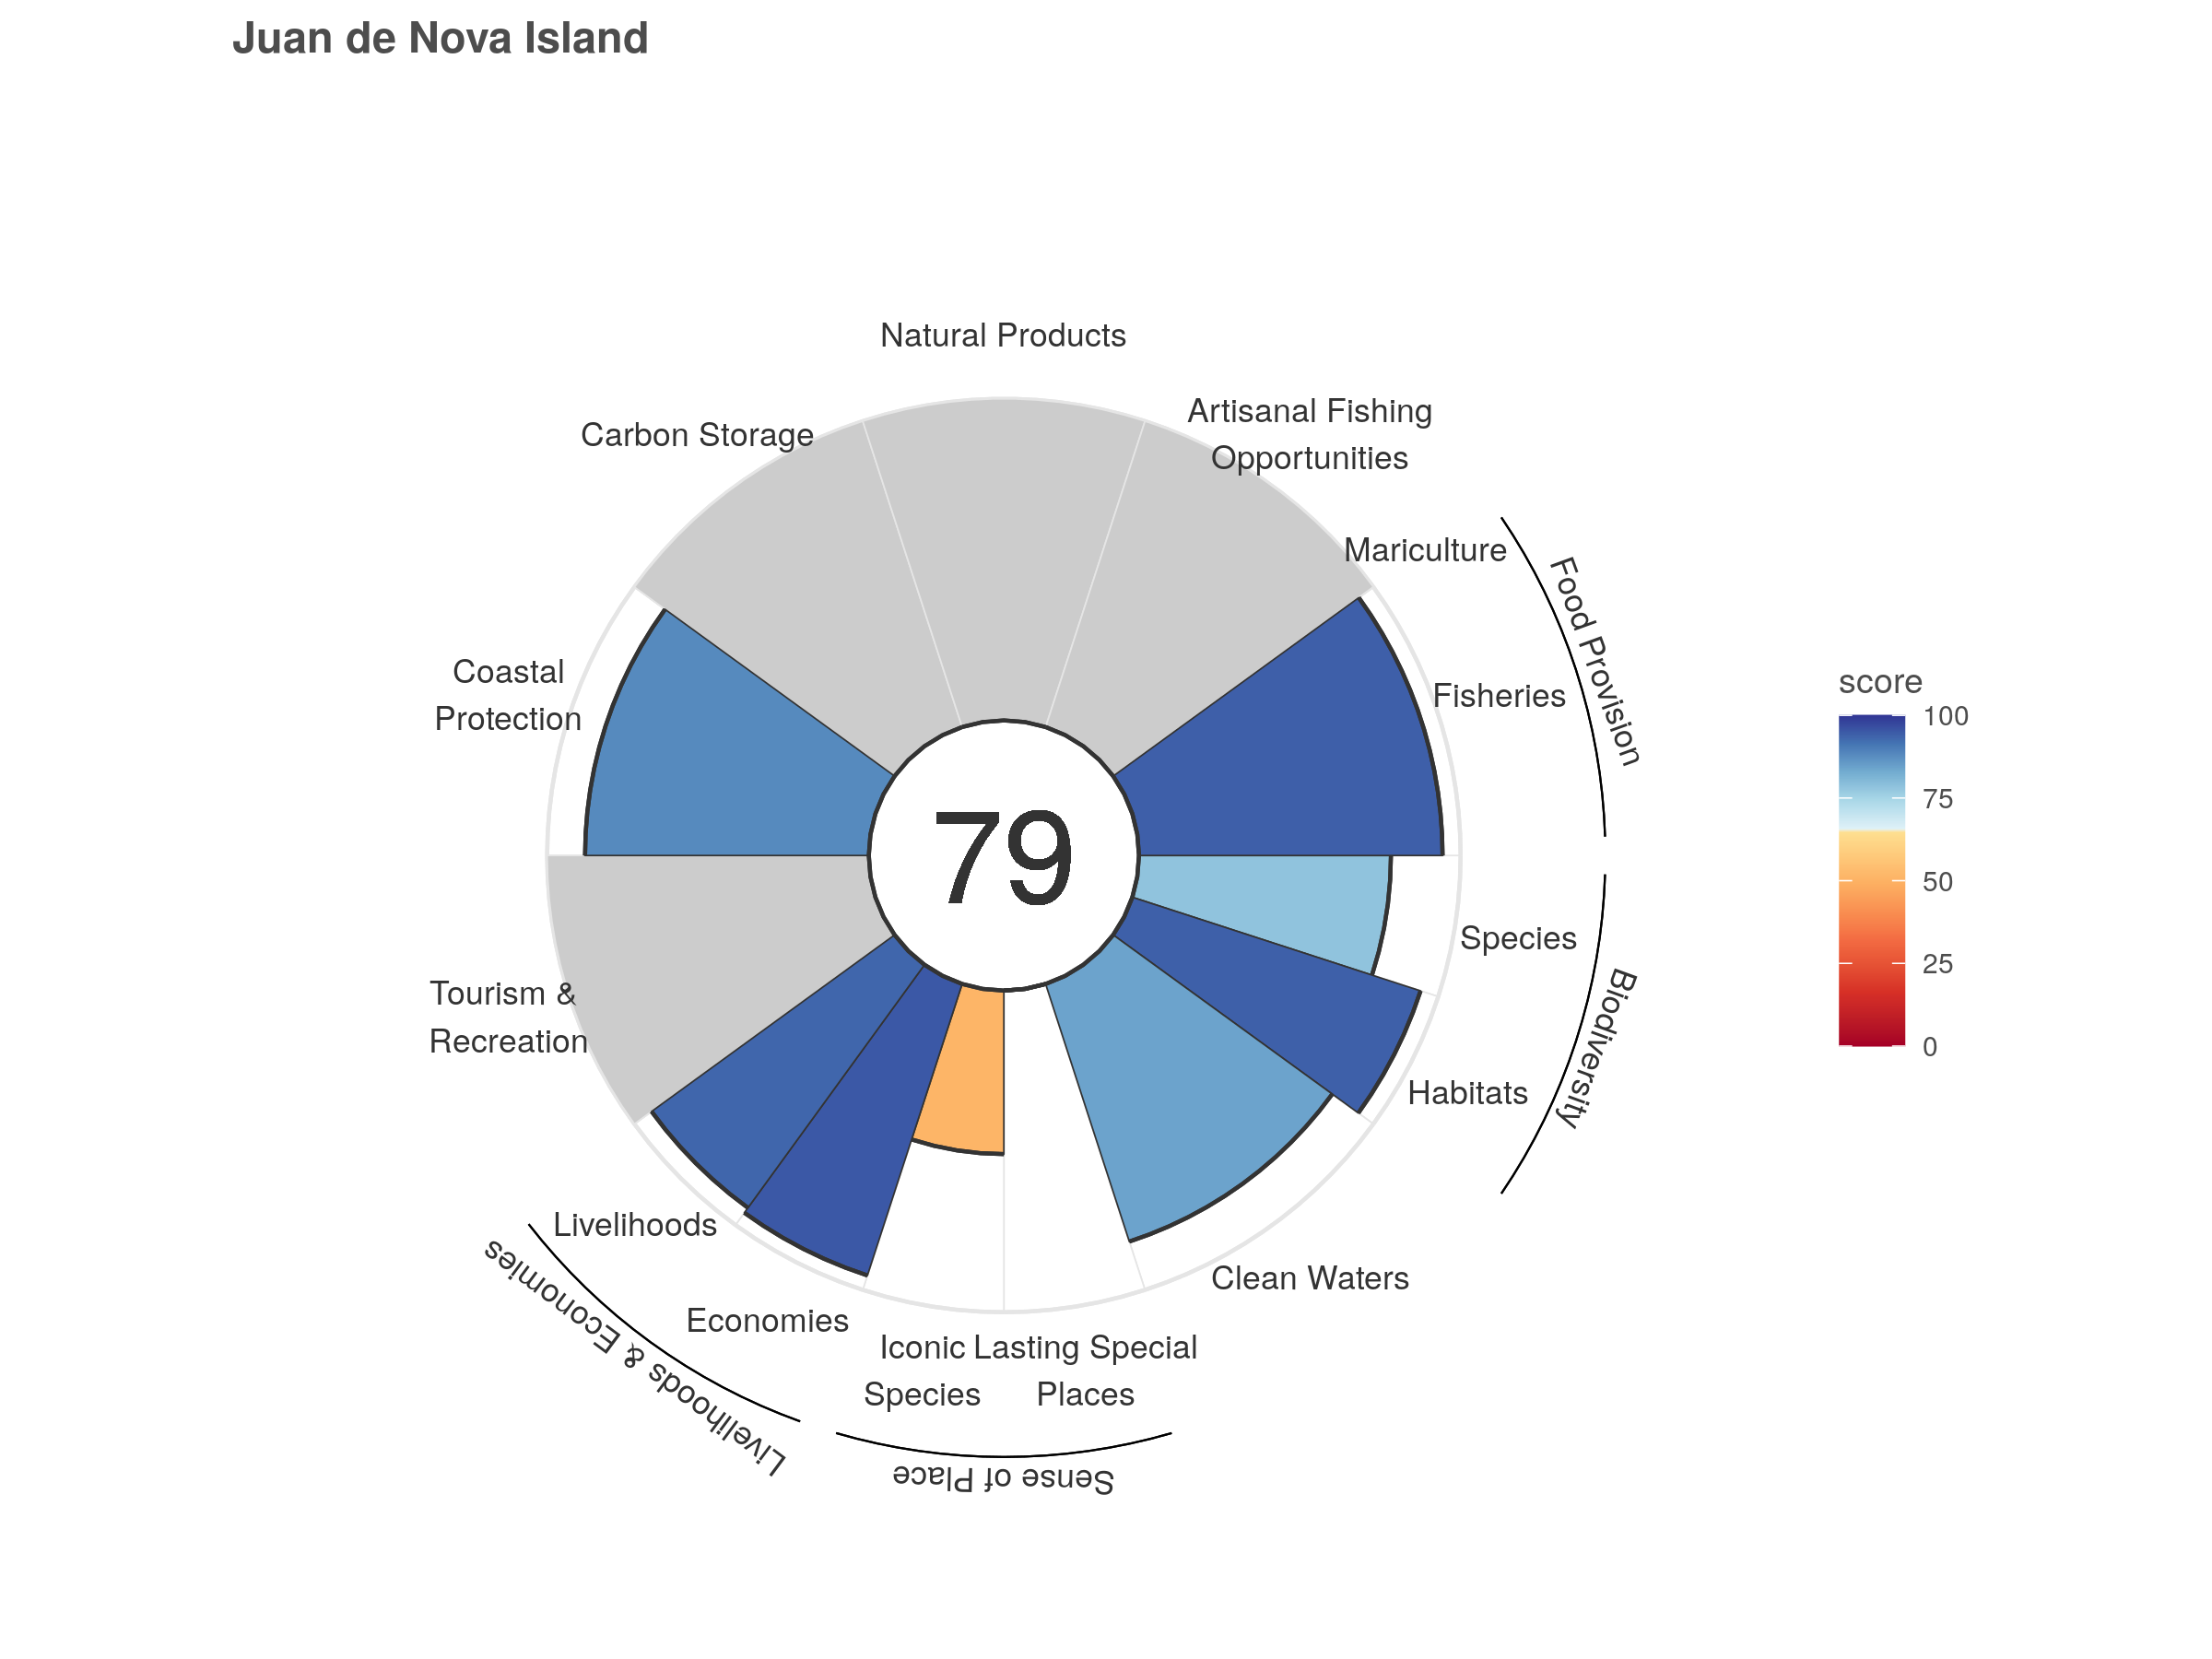 Juan de Nova Island
Natural Products
Artisanal Fishing
Opportunities
Carbon Storage
Mariculture
Food Provision
Fisheries
Coastal
Protection
score
100
75
50
25
0
79
Species
Biodiversity
Habitats
Tourism &
Recreation
Livelihoods
Livelihoods & Economies
Economies
Clean Waters
Iconic
Species
Lasting Special
Places
Sense of Place